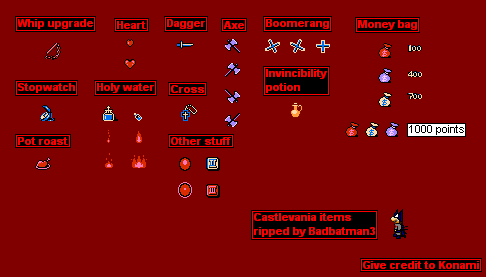 Whip upgrade
Heart
Dagger
Axe
Boomerang
Money bag
100
400
700
Invincibility
potion
Stopwatch
Holy water
Cross
1000 points
Pot roast
Other stuff
Castlevania items
ripped by Badbatman3
Give credit to Konami